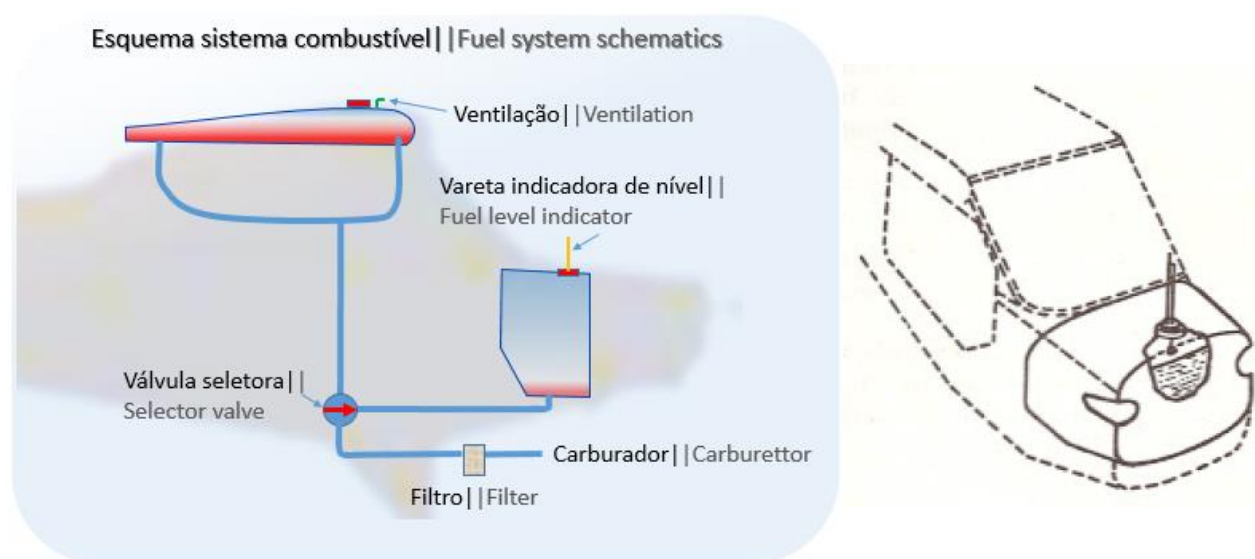 Esquema sistema combustível||Fuel system schematics
Ventilação||Ventilation
Vareta indicadora de nível||
Fuel level indicator
Válvula seletora||
Selector valve
Carburador||Carburettor
Filtro||Filter